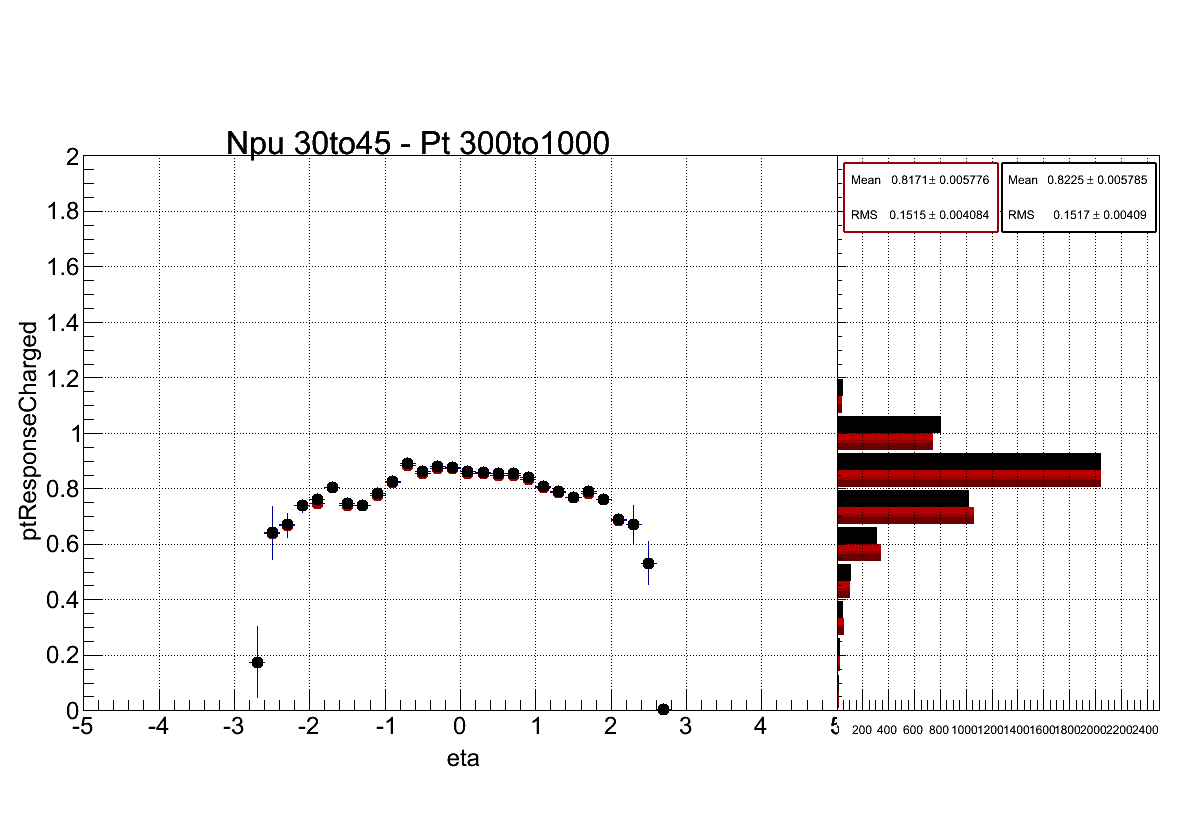 Npu 30to45 - Pt 300to1000
ptResponseCharged
2
1.8
1.6
1.4
1.2
1
0.8
0.6
0.4
0.2
0
-5 -4 -3 -2 -1 0 1 2 3 4 5
eta
Mean 0.8171 ± 0.005776
RMS 0.1515 ± 0.004084
Mean 0.8225 ± 0.005785
RMS 0.1517 ± 0.00409
200 400 600 800 1000 1200 1400 1600 1800 2000 2200 2400